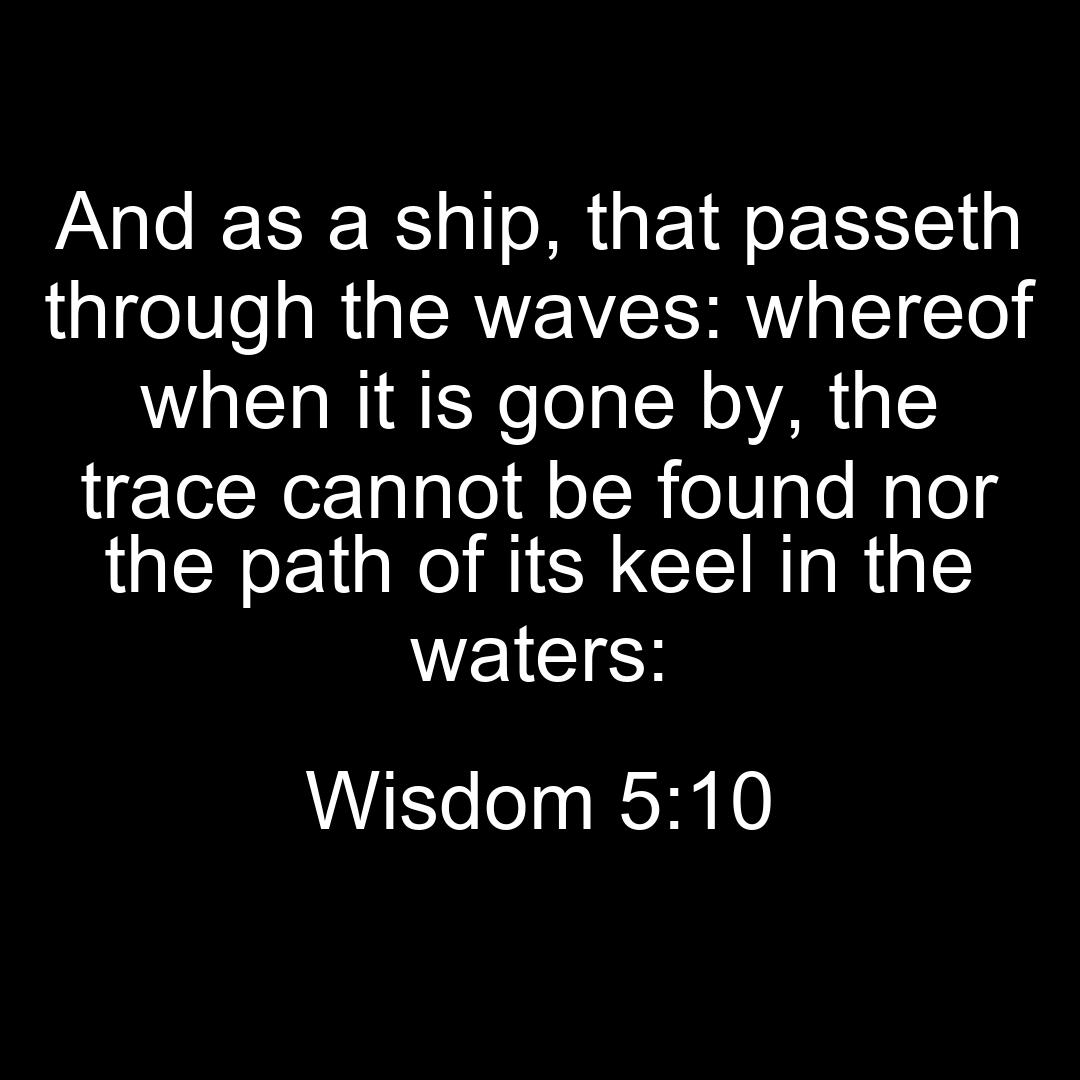 And as a ship, that passeth
through the waves: whereof
when it is gone by, the
trace cannot be found nor
the path of its keel in the
waters:
Wisdom 5:10